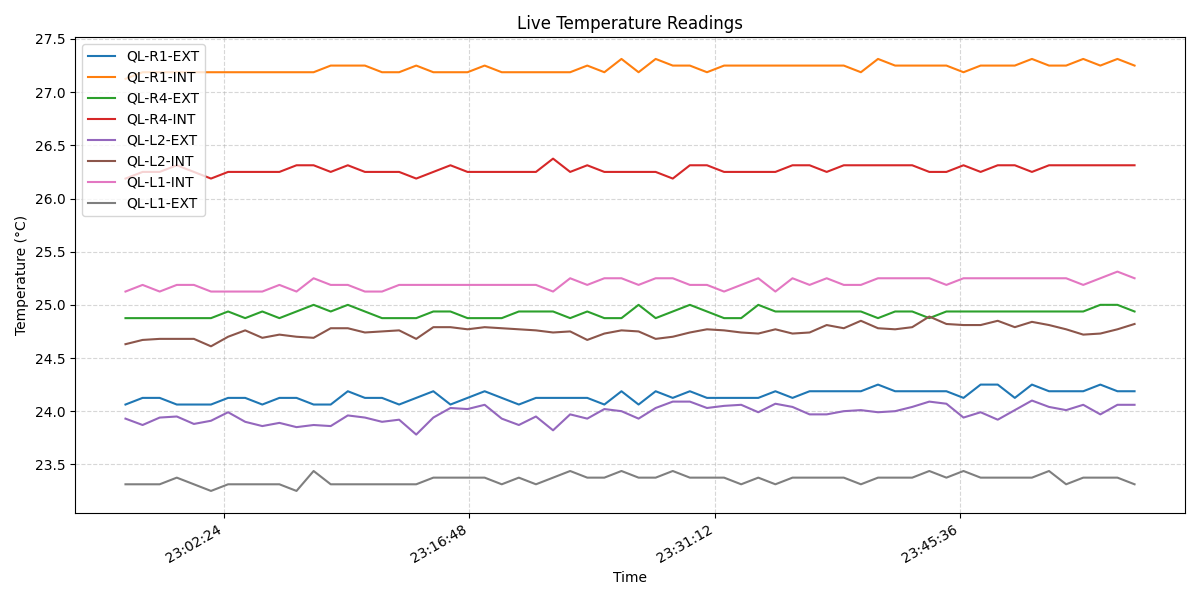 Live Temperature Readings
27.5
27.0
26.5
26.0
25.5
25.0
24.5
24.0
23.5
Temperature (°C)
QL-R1-EXT
QL-R1-INT
QL-R4-EXT
QL-R4-INT
QL-L2-EXT
QL-L2-INT
QL-L1-INT
QL-L1-EXT
23:02:24
23:16:48
23:31:12
23:45:36
Time